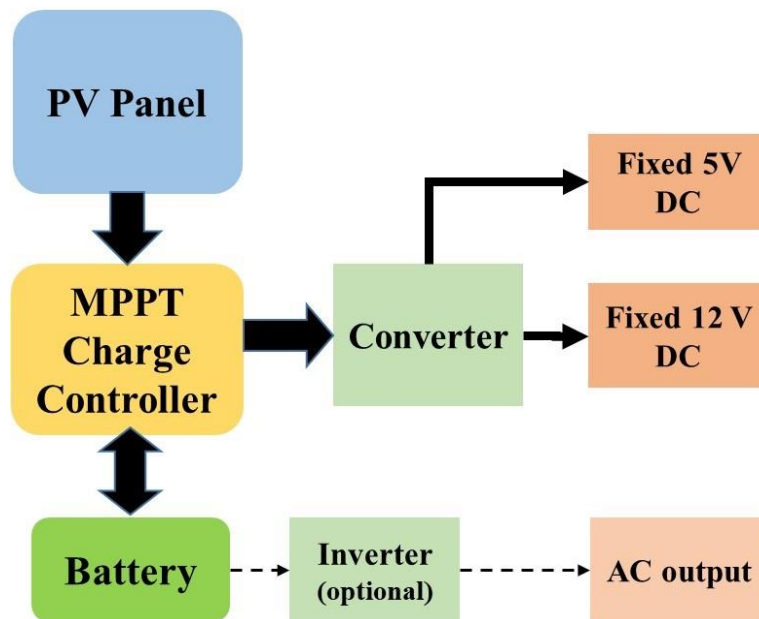 PV Panel
Fixed 5V
DC
MPPT
Charge
Controller
Converter
Fixed 12 V
DC
Battery
Inverter
(optional)
AC output